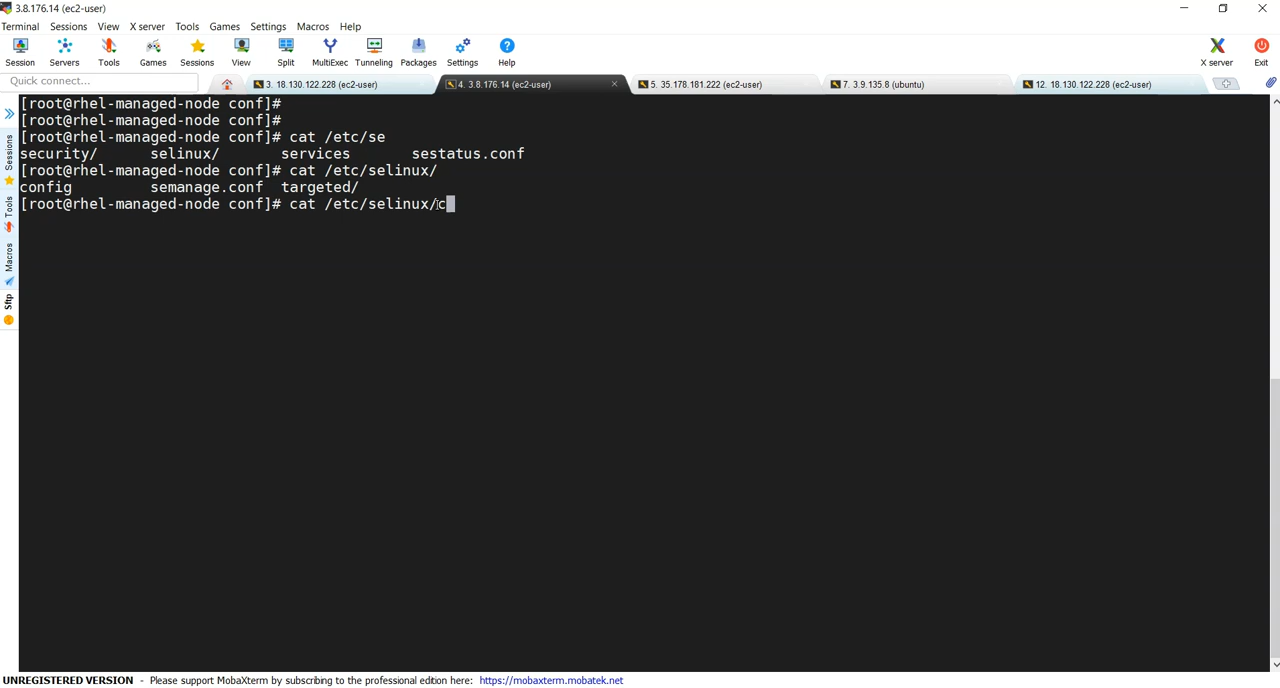 3.8.176.14 (ec2-user)
Terminal Sessions View X server Tools Games Settings Macros Help
Session Servers Tools Games Sessions View Split MultiExec Tunneling Packages Settings Help X server Exit
Quick connect...
3. 18.130.122.228 (ec2-user)
4. 3.8.176.14 (ec2-user)
5. 35.178.181.222 (ec2-user)
7. 3.9.135.8 (ubuntu)
12. 18.130.122.228 (ec2-user)
Sessions
Tools
Macros
Sftp
[root@rhel-managed-node conf]#
[root@rhel-managed-node conf]#
[root@rhel-managed-node conf]# cat /etc/se
security/ selinux/ services sestatus.conf
[root@rhel-managed-node conf]# cat /etc/selinux/
config semanage.conf targeted/
[root@rhel-managed-node conf]# cat /etc/selinux/c
UNREGISTERED VERSION - Please support MobaXterm by subscribing to the professional edition here: https://mobaxterm.mobatek.net